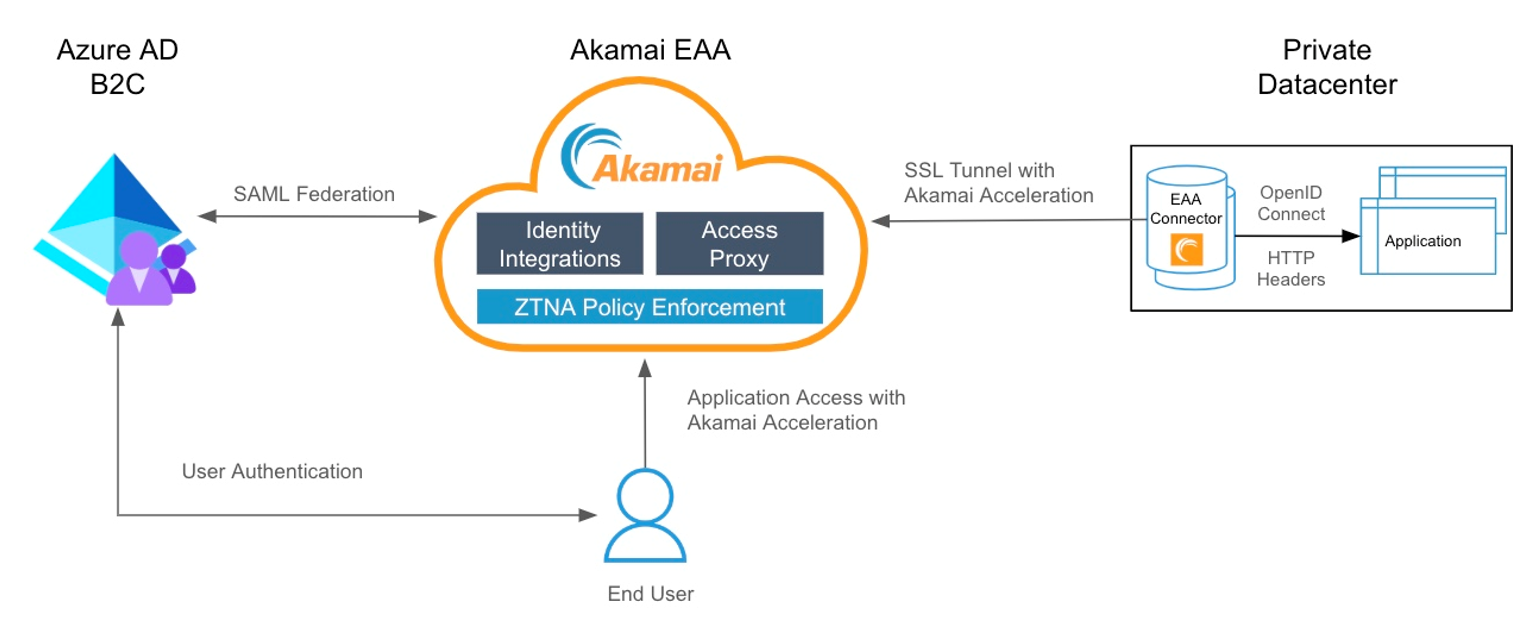 Azure AD
B2C
Akamai EAA
Private
Datacenter
Akamai
SAML Federation
Identity
Integrations
Access
Proxy
ZTNA Policy Enforcement
SSL Tunnel with
Akamai Acceleration
EAA
Connector
OpenID
Connect
HTTP
Headers
Application
Application Access with
Akamai Acceleration
User Authentication
End User